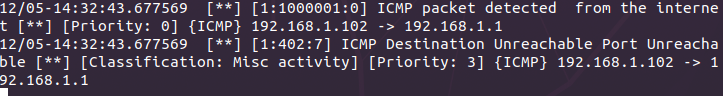 12/05-14:32:43.677569  [**] [1:1000001:0] ICMP packet detected  from the interne
t [**] [Priority: 0] {ICMP} 192.168.1.102 -> 192.168.1.1
12/05-14:32:43.677569  [**] [1:402:7] ICMP Destination Unreachable Port Unreacha
ble [**] [Classification: Misc activity] [Priority: 3] {ICMP} 192.168.1.102 -> 1
92.168.1.1